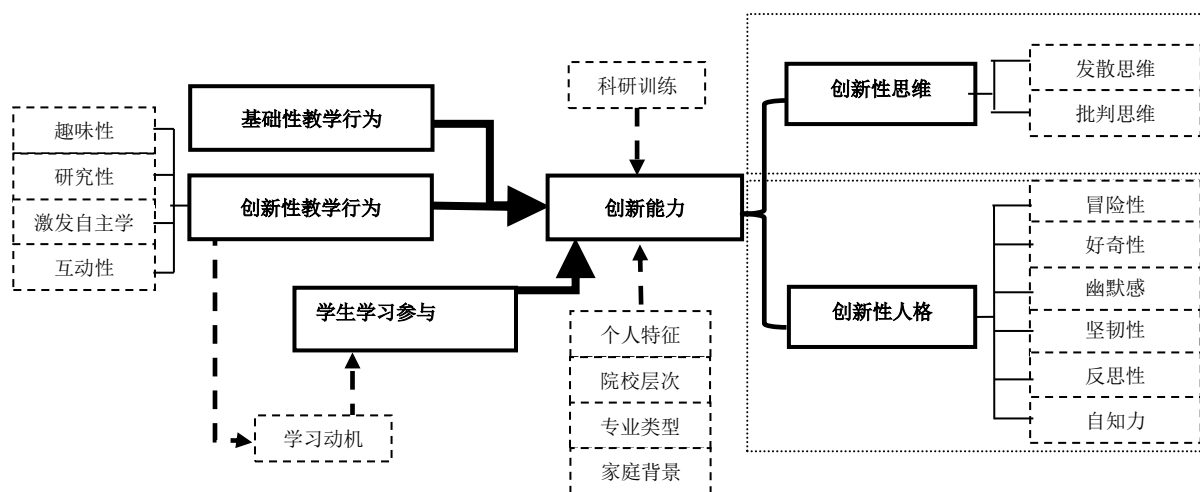 趣味性
研究性
激发自主学
互动性
基础性教学行为
创新性教学行为
学生学习参与
学习动机
科研训练
创新能力
个人特征
院校层次
专业类型
家庭背景
创新性思维
发散思维
批判思维
创新性人格
冒险性
好奇性
幽默感
坚韧性
反思性
自知力